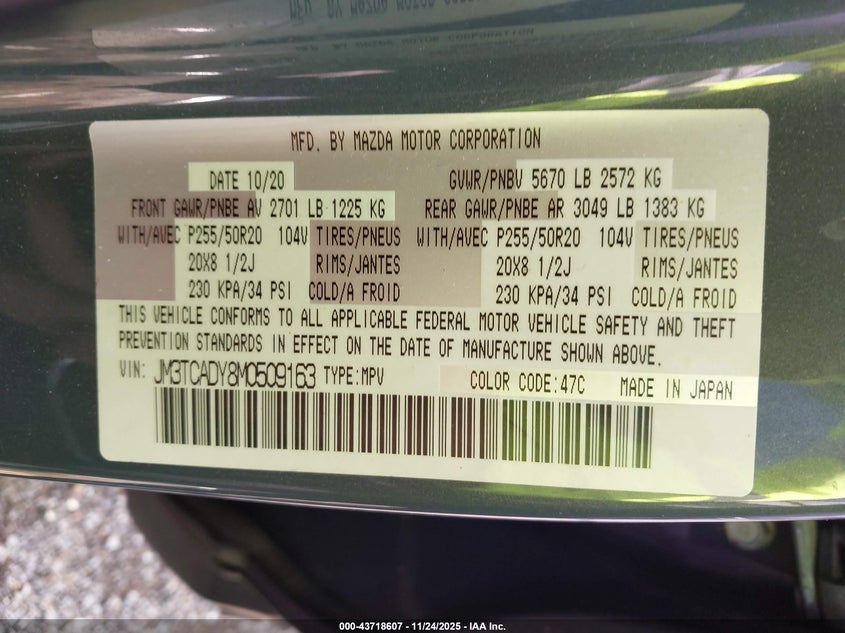 MFD. BY MAZDA MOTOR CORPORATION
DATE 10/20 GVWR/PNBV 5670 LB 2572 KG
FRONT GAWR/PNBE AV 2701 LB 1225 KG REAR GAWR/PNBE AR 3049 LB 1383 KG
WITH/AVEC P255/50R20 104V TIRES/PNEUS WITH/AVEC P255/50R20 104V TIRES/PNEUS
20X8 1/2J RIMS/JANTES 20X8 1/2J RIMS/JANTES
230 KPA/34 PSI COLD/A FROID 230 KPA/34 PSI COLD/A FROID
THIS VEHICLE CONFORMS TO ALL APPLICABLE FEDERAL MOTOR VEHICLE SAFETY AND THEFT
PREVENTION STANDARDS IN EFFECT ON THE DATE OF MANUFACTURE SHOWN ABOVE.
VIN: JM3TCADY8M0509163 TYPE:MPV COLOR CODE:47C MADE IN JAPAN
000-43718607 - 11/24/2025 - IAA Inc.